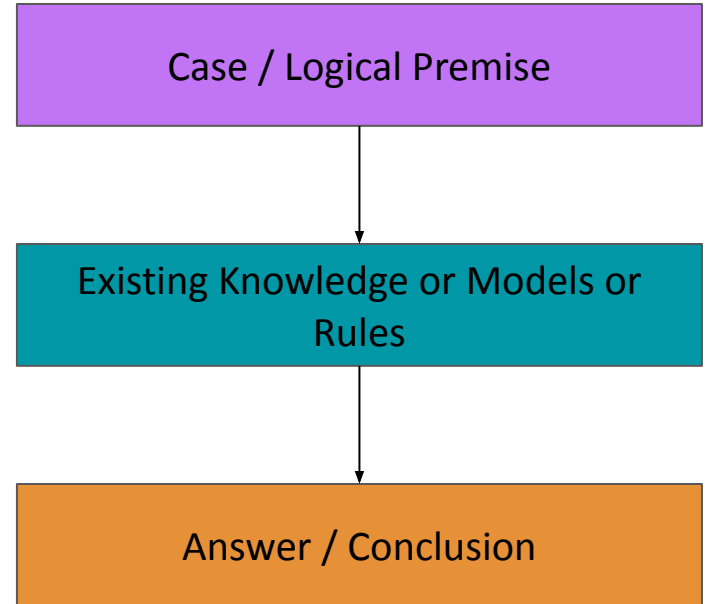 Case / Logical Premise
Existing Knowledge or Models or
Rules
Answer / Conclusion